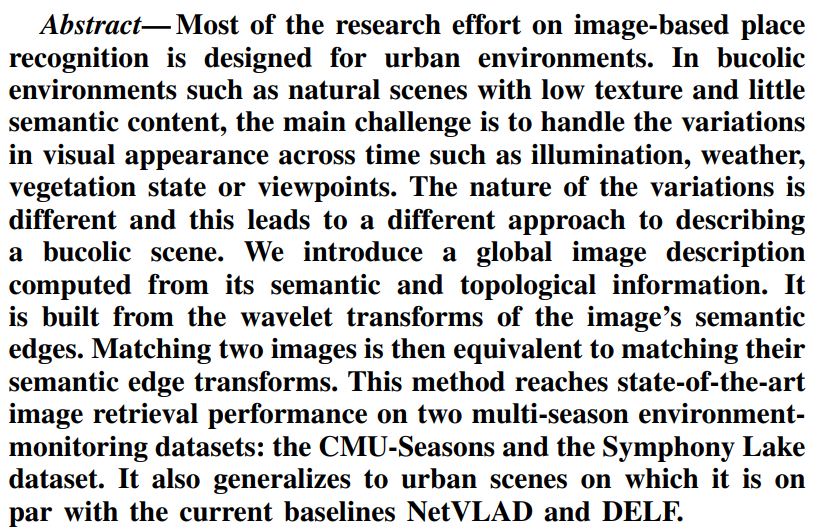 Abstract—Most of the research effort on image-based place
recognition is designed for urban environments. In bucolic
environments such as natural scenes with low texture and little
semantic content, the main challenge is to handle the variations
in visual appearance across time such as illumination, weather,
vegetation state or viewpoints. The nature of the variations is
different and this leads to a different approach to describing
a bucolic scene. We introduce a global image description
computed from its semantic and topological information. It
is built from the wavelet transforms of the image's semantic
edges. Matching two images is then equivalent to matching their
semantic edge transforms. This method reaches state-of-the-art
image retrieval performance on two multi-season environment-
monitoring datasets: the CMU-Seasons and the Symphony Lake
dataset. It also generalizes to urban scenes on which it is on
par with the current baselines NetVLAD and DELF.